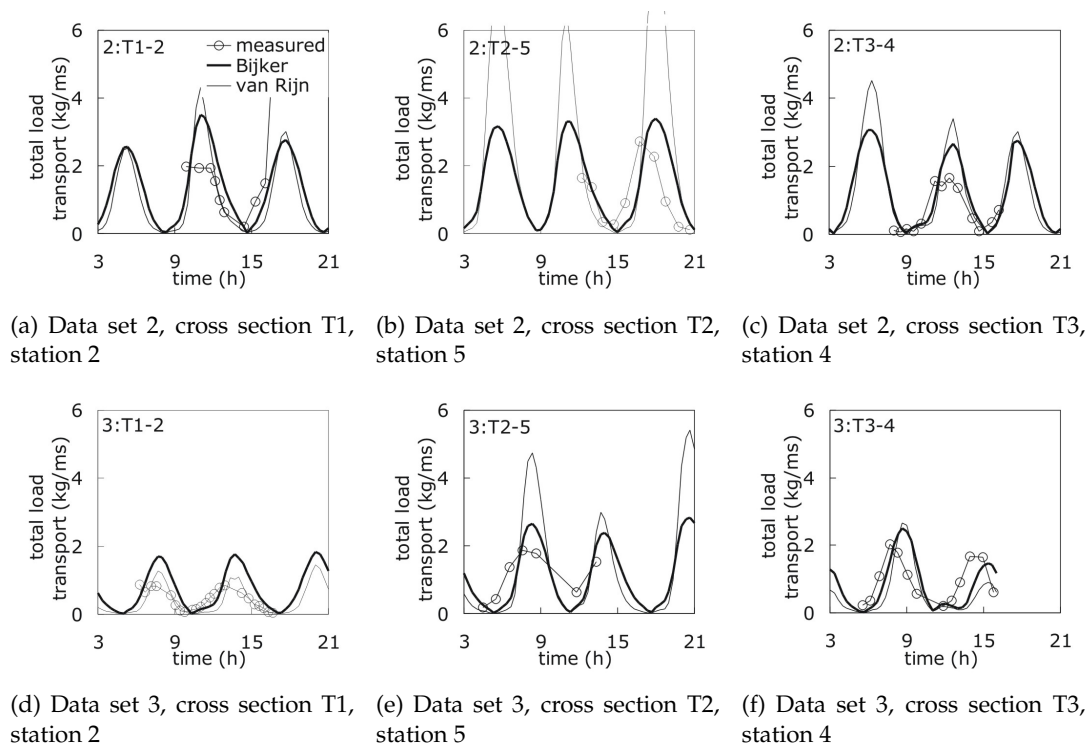 2:T1-2
measured
Bijker
van Rijn
total load
transport (kg/ms)
6
4
2
0
3 9 15 21
time (h)
2:T2-5
total load
transport (kg/ms)
6
4
2
0
3 9 15 21
time (h)
2:T3-4
total load
transport (kg/ms)
6
4
2
0
3 9 15 21
time (h)
(a) Data set 2, cross section T1,
station 2
(b) Data set 2, cross section T2,
station 5
(c) Data set 2, cross section T3,
station 4
3:T1-2
total load
transport (kg/ms)
6
4
2
0
3 9 15 21
time (h)
3:T2-5
total load
transport (kg/ms)
6
4
2
0
3 9 15 21
time (h)
3:T3-4
total load
transport (kg/ms)
6
4
2
0
3 9 15 21
time (h)
(d) Data set 3, cross section T1,
station 2
(e) Data set 3, cross section T2,
station 5
(f) Data set 3, cross section T3,
station 4